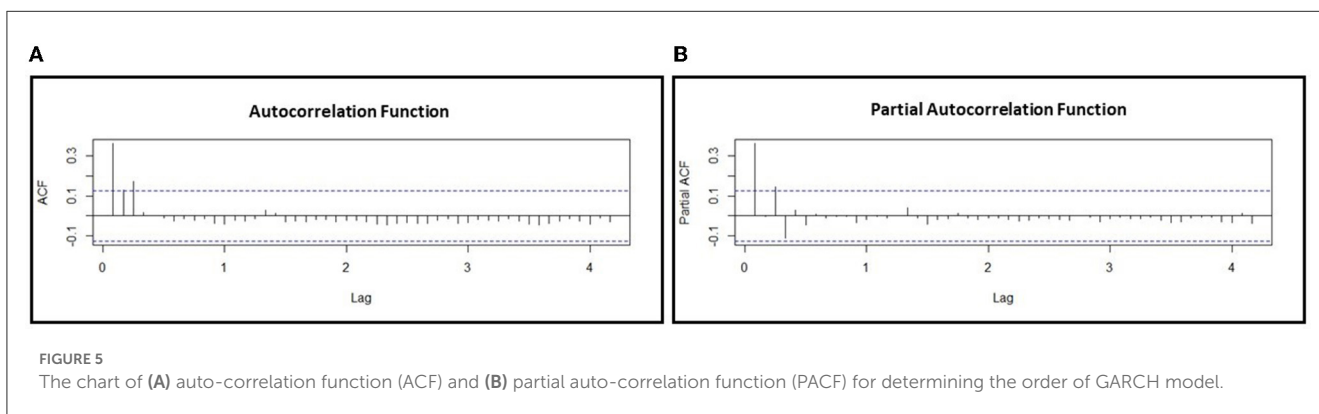 A
Autocorrelation Function
ACF
0.3
0.1
-0.1
0 1 2 3 4
Lag
B
Partial Autocorrelation Function
Partial ACF
0.3
0.1
-0.1
0 1 2 3 4
Lag
FIGURE 5
The chart of (A) auto-correlation function (ACF) and (B) partial auto-correlation function (PACF) for determining the order of GARCH model.